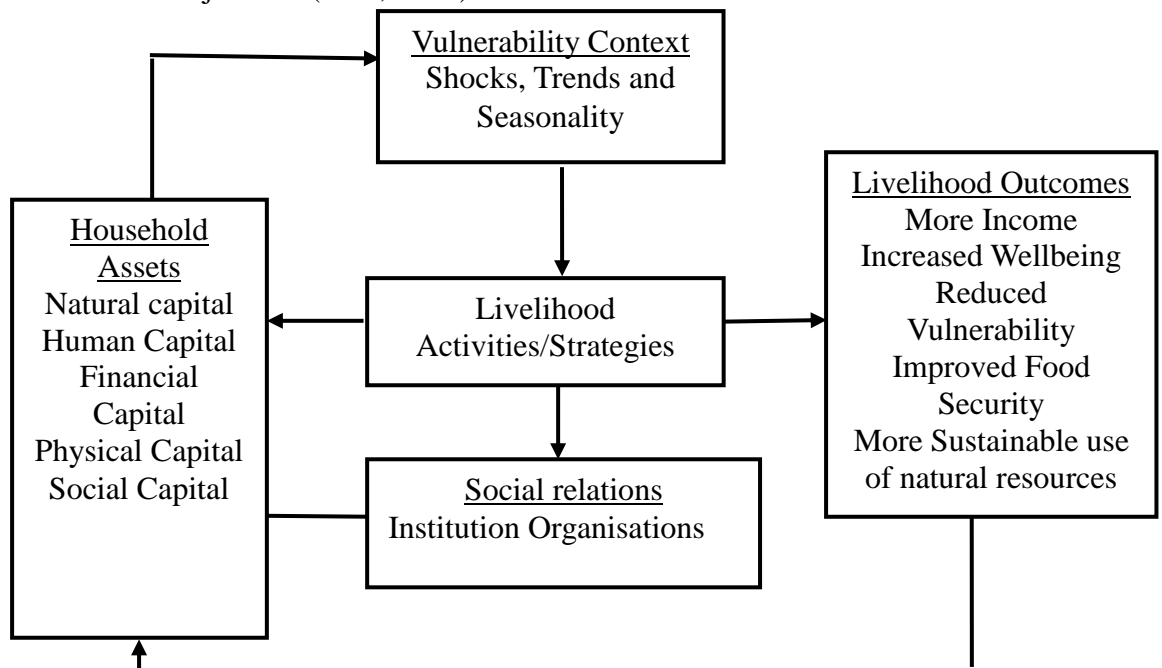 Vulnerability Context
Shocks, Trends and
Seasonality
Household
Assets
Natural capital
Human Capital
Financial
Capital
Physical Capital
Social Capital
Livelihood
Activities/Strategies
Social relations
Institution Organisations
Livelihood Outcomes
More Income
Increased Wellbeing
Reduced
Vulnerability
Improved Food
Security
More Sustainable use
of natural resources